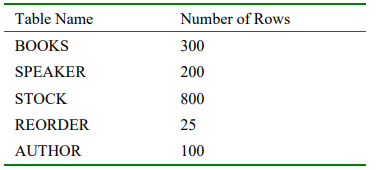 Table Name Number of Rows
BOOKS 300
SPEAKER 200
STOCK 800
REORDER 25
AUTHOR 100